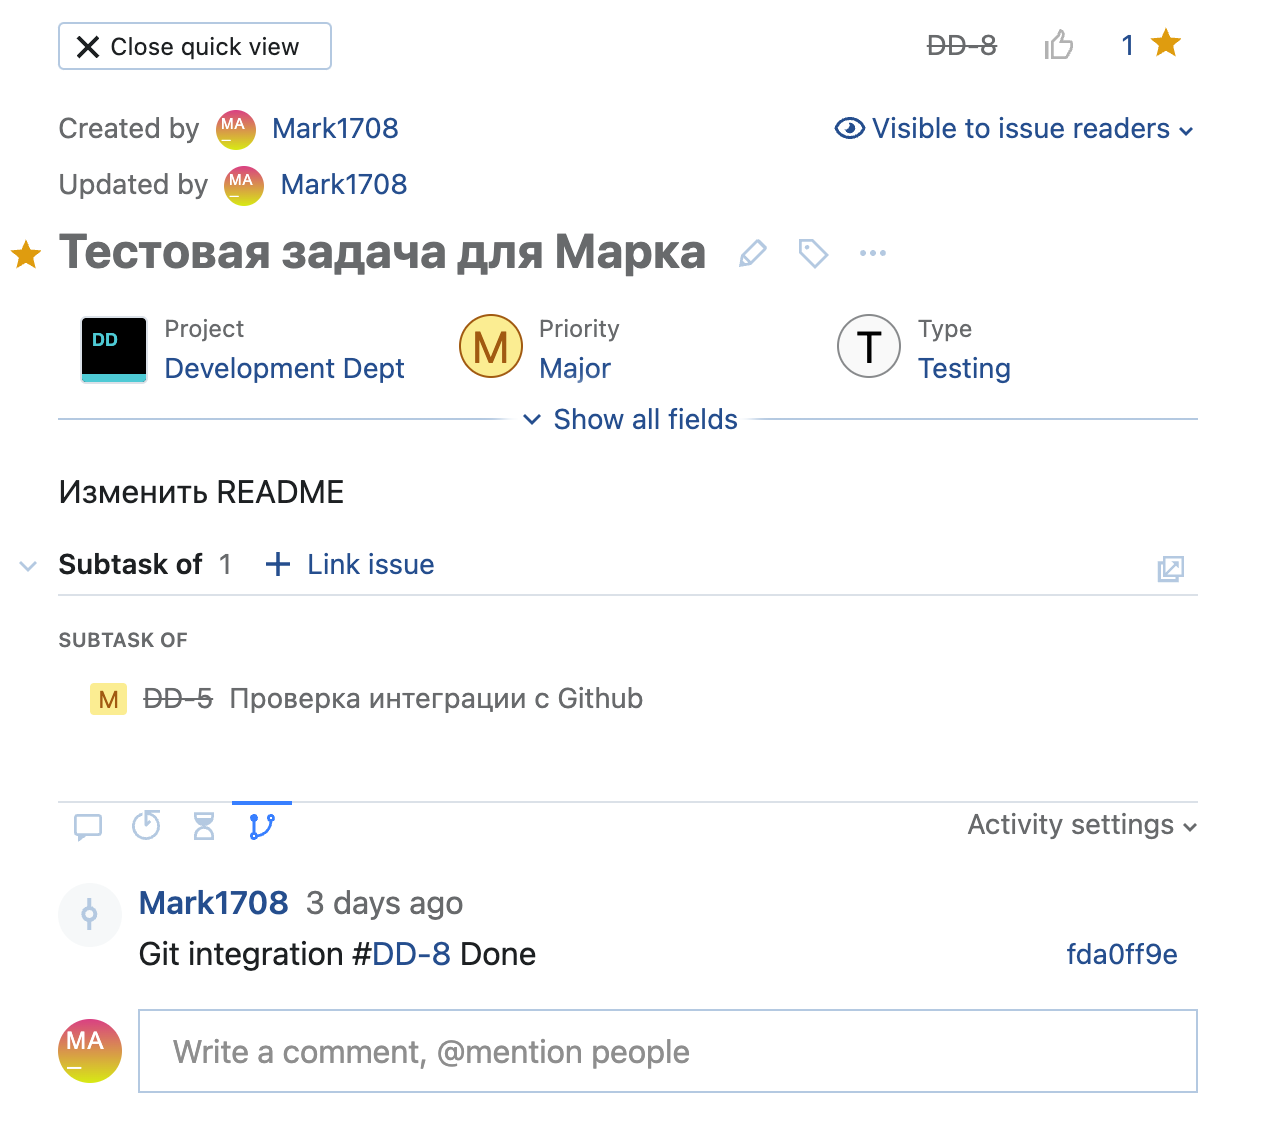 Close quick view
DD-8 1
Created by MA Mark1708
Visible to issue readers
Updated by MA Mark1708
Тестовая задача для Марка
DD Project Development Dept
M Priority Major
T Type Testing
Show all fields
Изменить README
Subtask of 1 Link issue
SUBTASK OF
M DD-5 Проверка интеграции с Github
Activity settings
Mark1708 3 days ago
Git integration #DD-8 Done fda0ff9e
MA Write a comment, @mention people